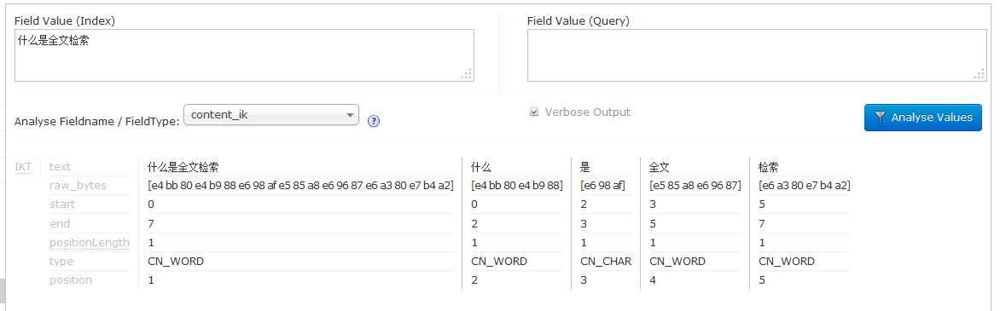 Field Value (Index) Field Value (Query)
什么是全文检索
Analyse Fieldname / FieldType: content_ik ? Verbose Output Analyse Values
IKT text 什么是全文检索 什么 是 全文 检索
raw_bytes [e4 bb 80 e4 b9 88 e6 98 af e5 85 a8 e6 96 87 e6 a3 80 e7 b4 a2] [e4 bb 80 e4 b9 88] [e6 98 af] [e5 85 a8 e6 96 87] [e6 a3 80 e7 b4 a2]
start 0 0 2 3 5
end 7 2 3 5 7
positionLength 1 1 1 1 1
type CN_WORD CN_WORD CN_CHAR CN_WORD CN_WORD
position 1 2 3 4 5